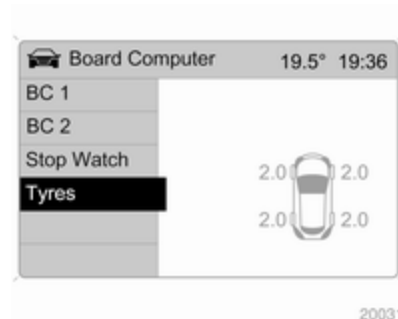 Board Computer 19.5° 19:36
BC 1
BC 2
Stop Watch
Tyres
2.0 2.0
2.0 2.0